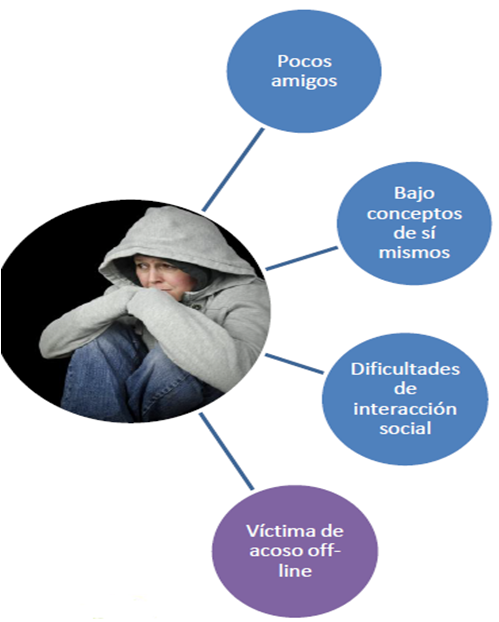 Pocos
amigos
Bajo
conceptos
de sí
mismos
Dificultades
de
interacción
social
Víctima de
acoso off-
line